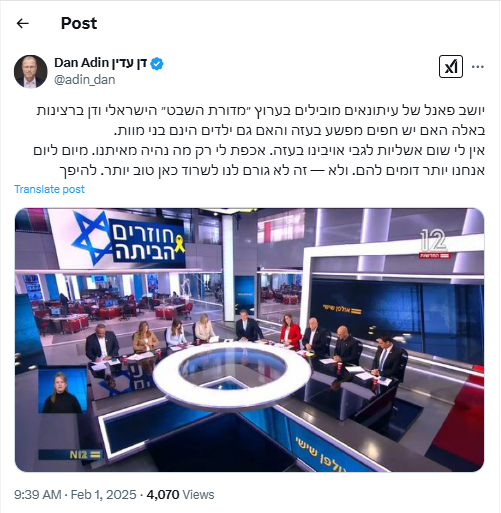 Post
Dan Adin דן עדין
@adin_dan
יושב פאנל של עיתונאים מובילים בערוץ "מדורת השבט" הישראלי ודן ברצינות
באלה האם יש חפים מפשע בעזה והאם גם ילדים הינם בני מוות.
אין לי שום אשליות לגבי אויבינו בעזה. אכפת לי רק מה נהיה מאיתנו. מיום ליום
אנחנו יותר דומים להם. ולא — זה לא גורם לנו לשרוד כאן טוב יותר. להיפך
Translate post
חוזרים
הביתה
12
החדשות
אולפן שישי
N12
אולפן שישי
9:39 AM · Feb 1, 2025 · 4,070 Views